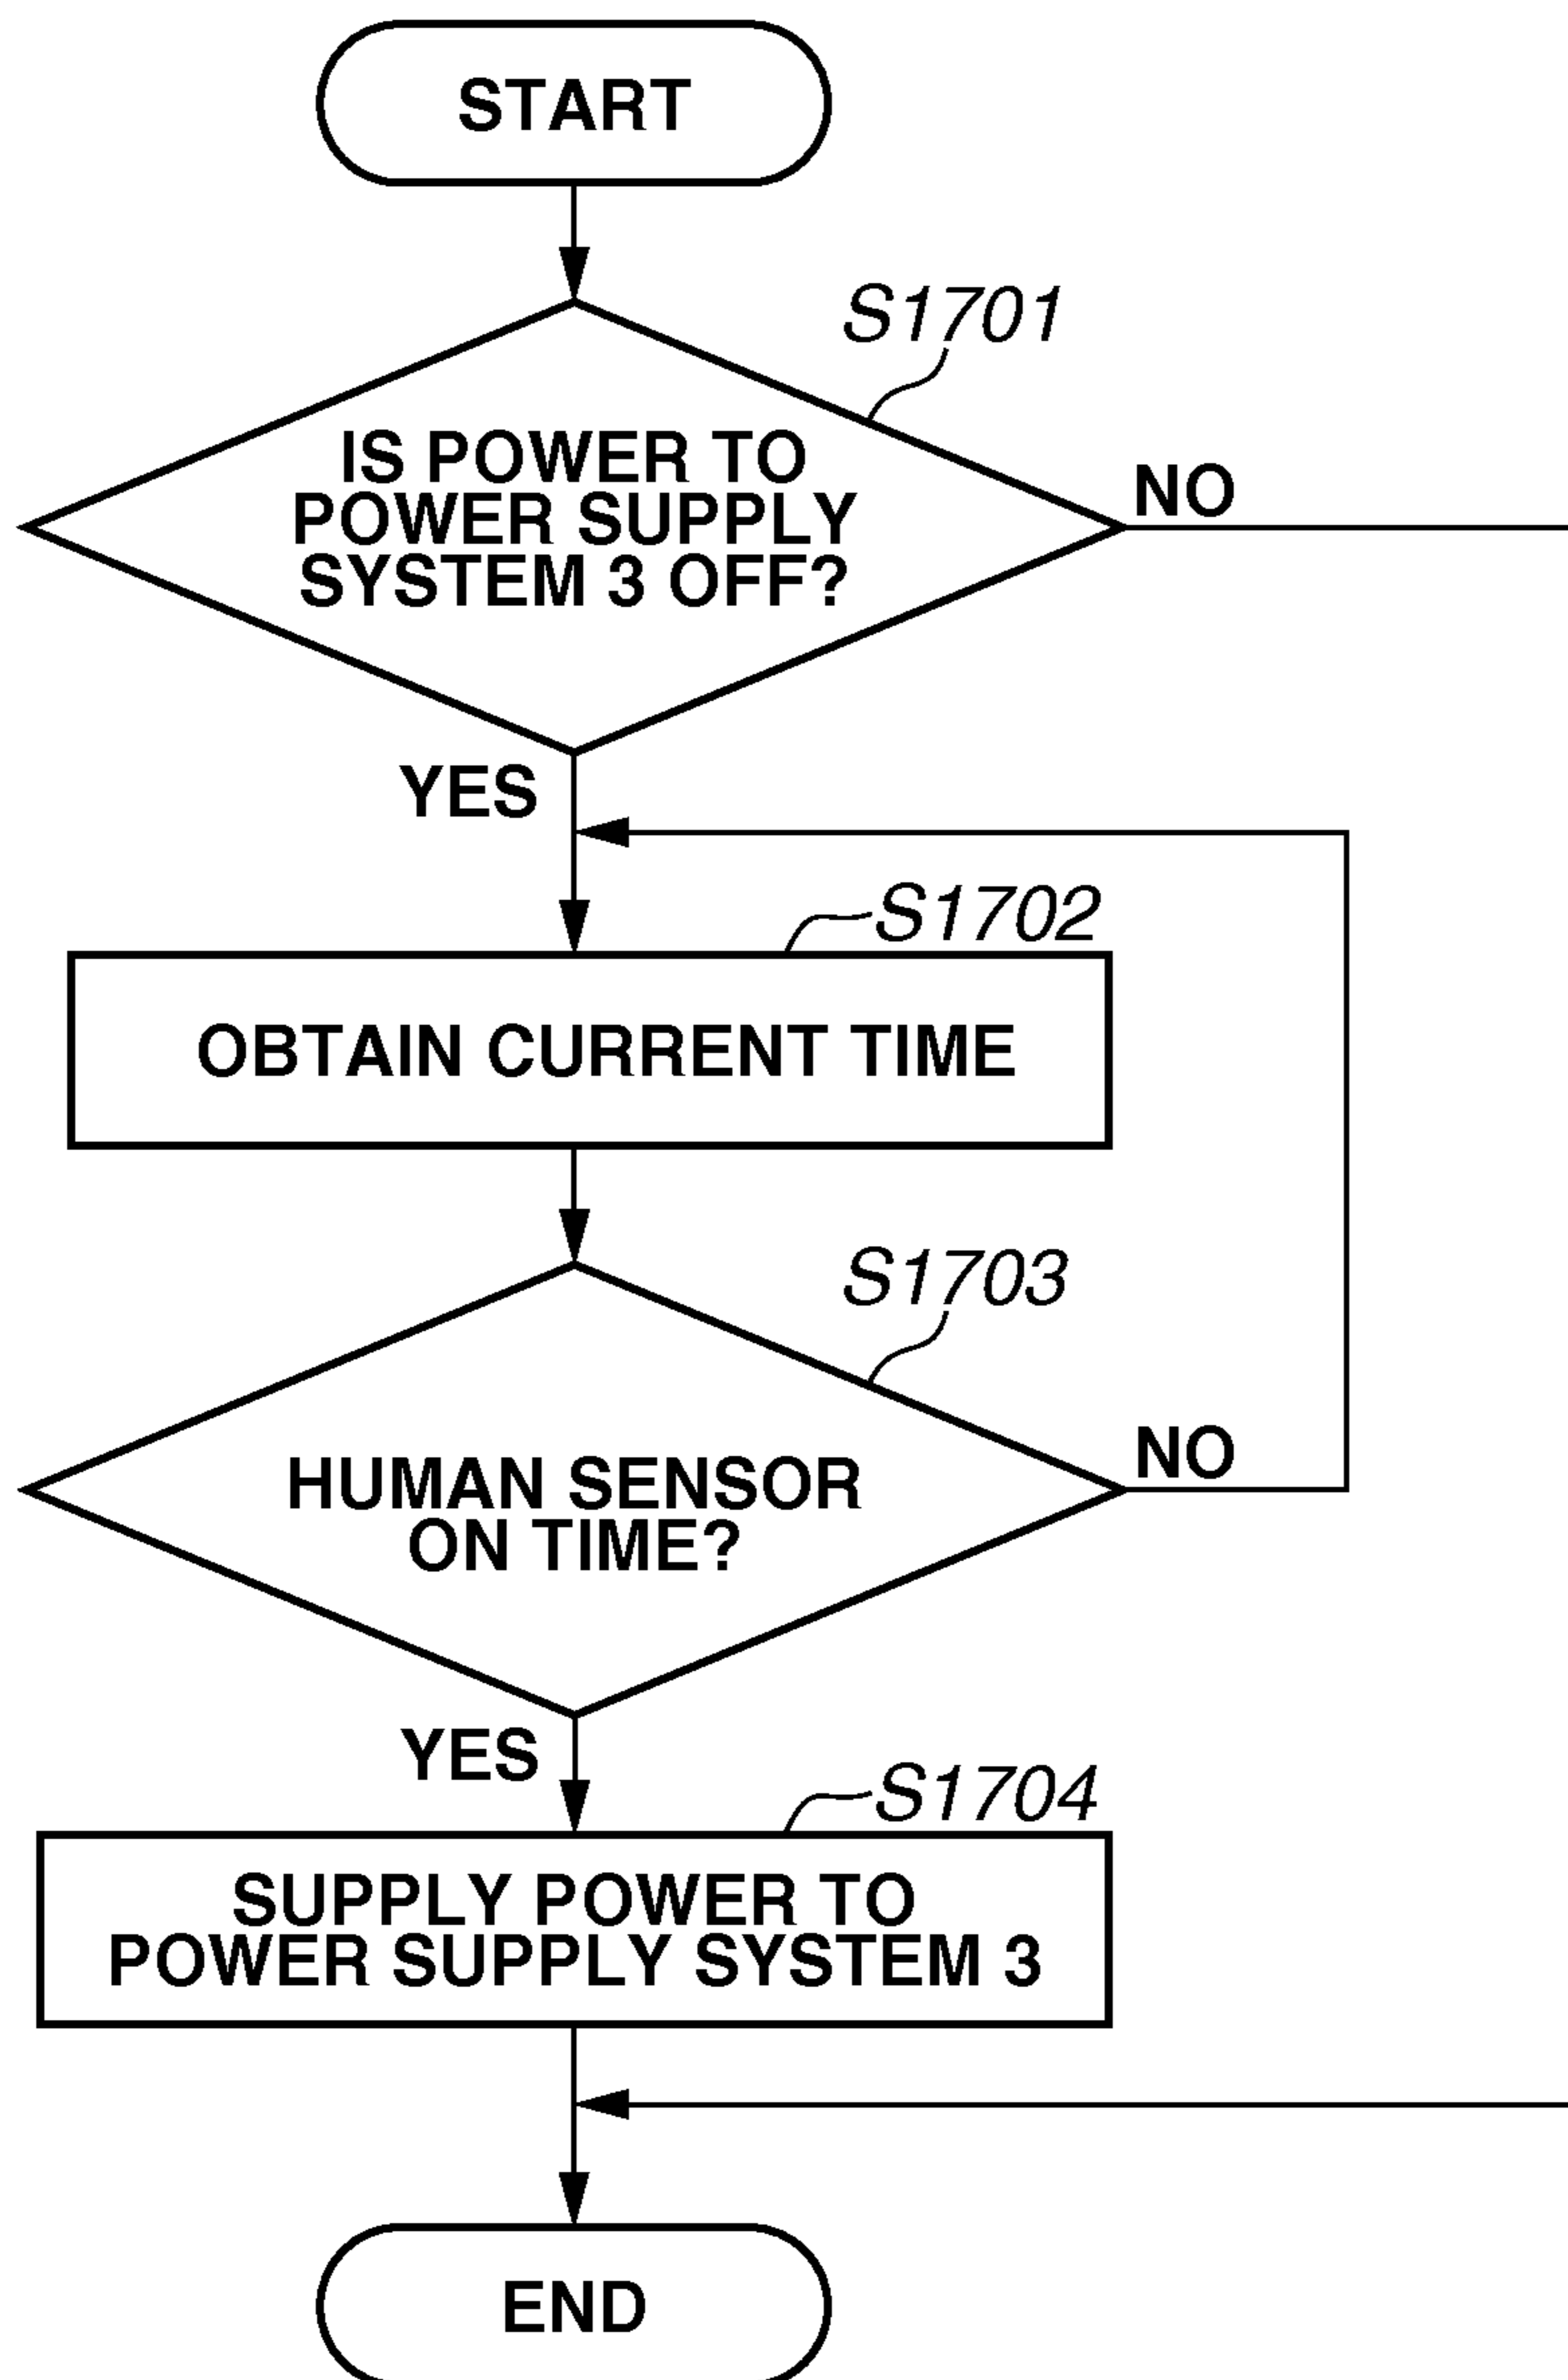 START
S1701
IS POWER TO
POWER SUPPLY
SYSTEM 3 OFF?
NO
YES
S1702
OBTAIN CURRENT TIME
S1703
HUMAN SENSOR
ON TIME?
NO
YES
S1704
SUPPLY POWER TO
POWER SUPPLY SYSTEM 3
END